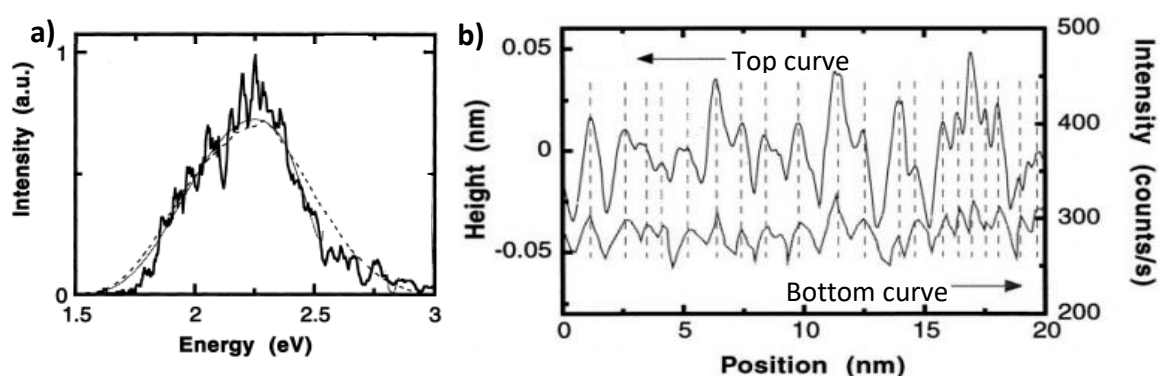 a)
Intensity (a.u.)
1
0
1.5
2
2.5
3
Energy (eV)
b)
Height (nm)
0.05
0
-0.05
Top curve
Bottom curve
0
5
10
15
20
Position (nm)
500
400
300
200
Intensity (counts/s)